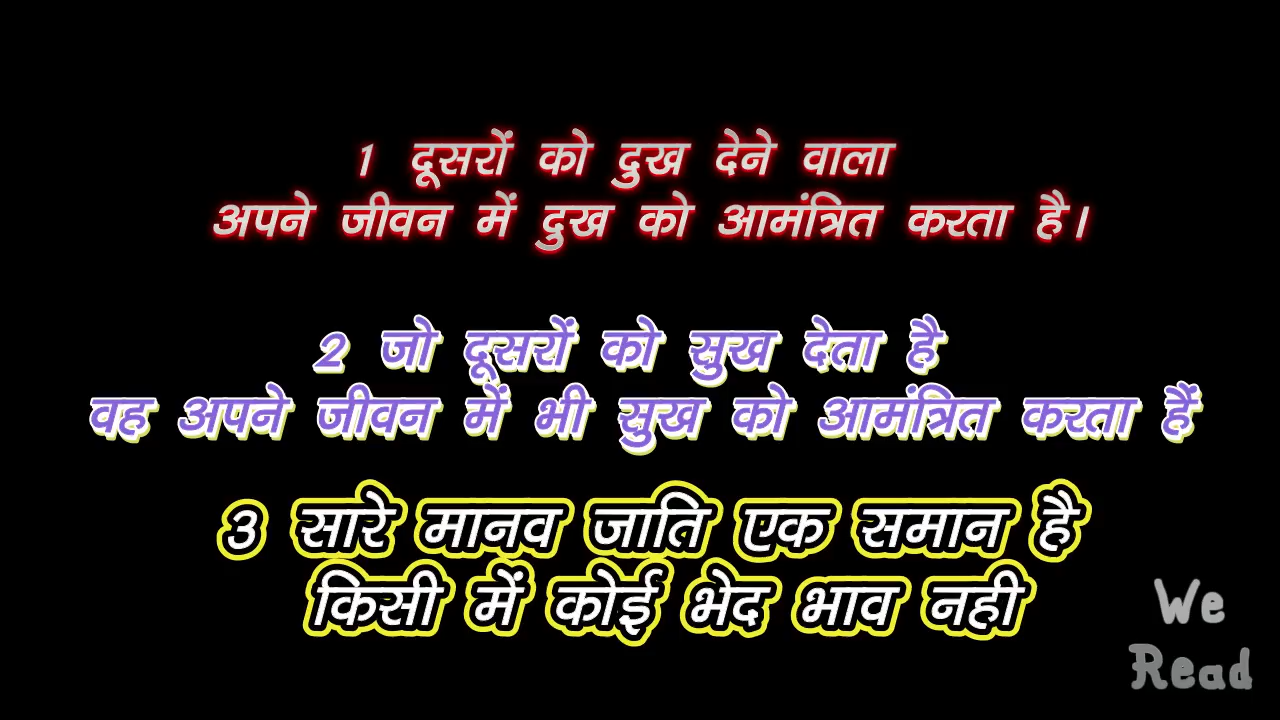 1 दूसरों को दुख देने वाला
अपने जीवन में दुख को आमंत्रित करता है।
2 जो दूसरों को सुख देता है
वह अपने जीवन में भी सुख को आमंत्रित करता हैं
3 सारे मानव जाति एक समान है
किसी में कोई भेद भाव नही
We
Read